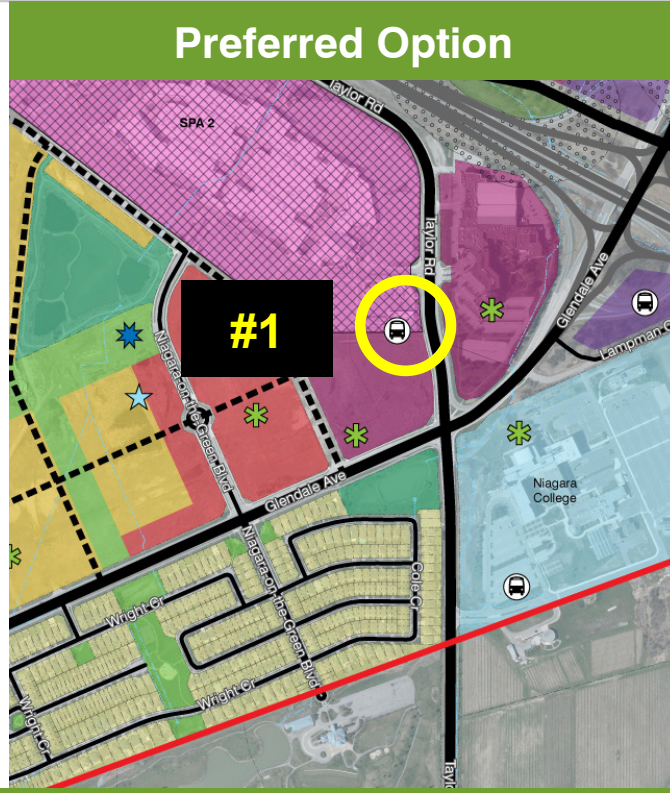 Preferred Option
Taylor Rd
SPA 2
Taylor Rd
Glendale Ave
#1
Lampman C
Niagara-on-the-Green Blvd
Glendale Ave
Niagara
College
Niagara-on-the-Green Blvd
Cole Cr
Wright Cr
Wright Cr
Wright Cr
Tayl